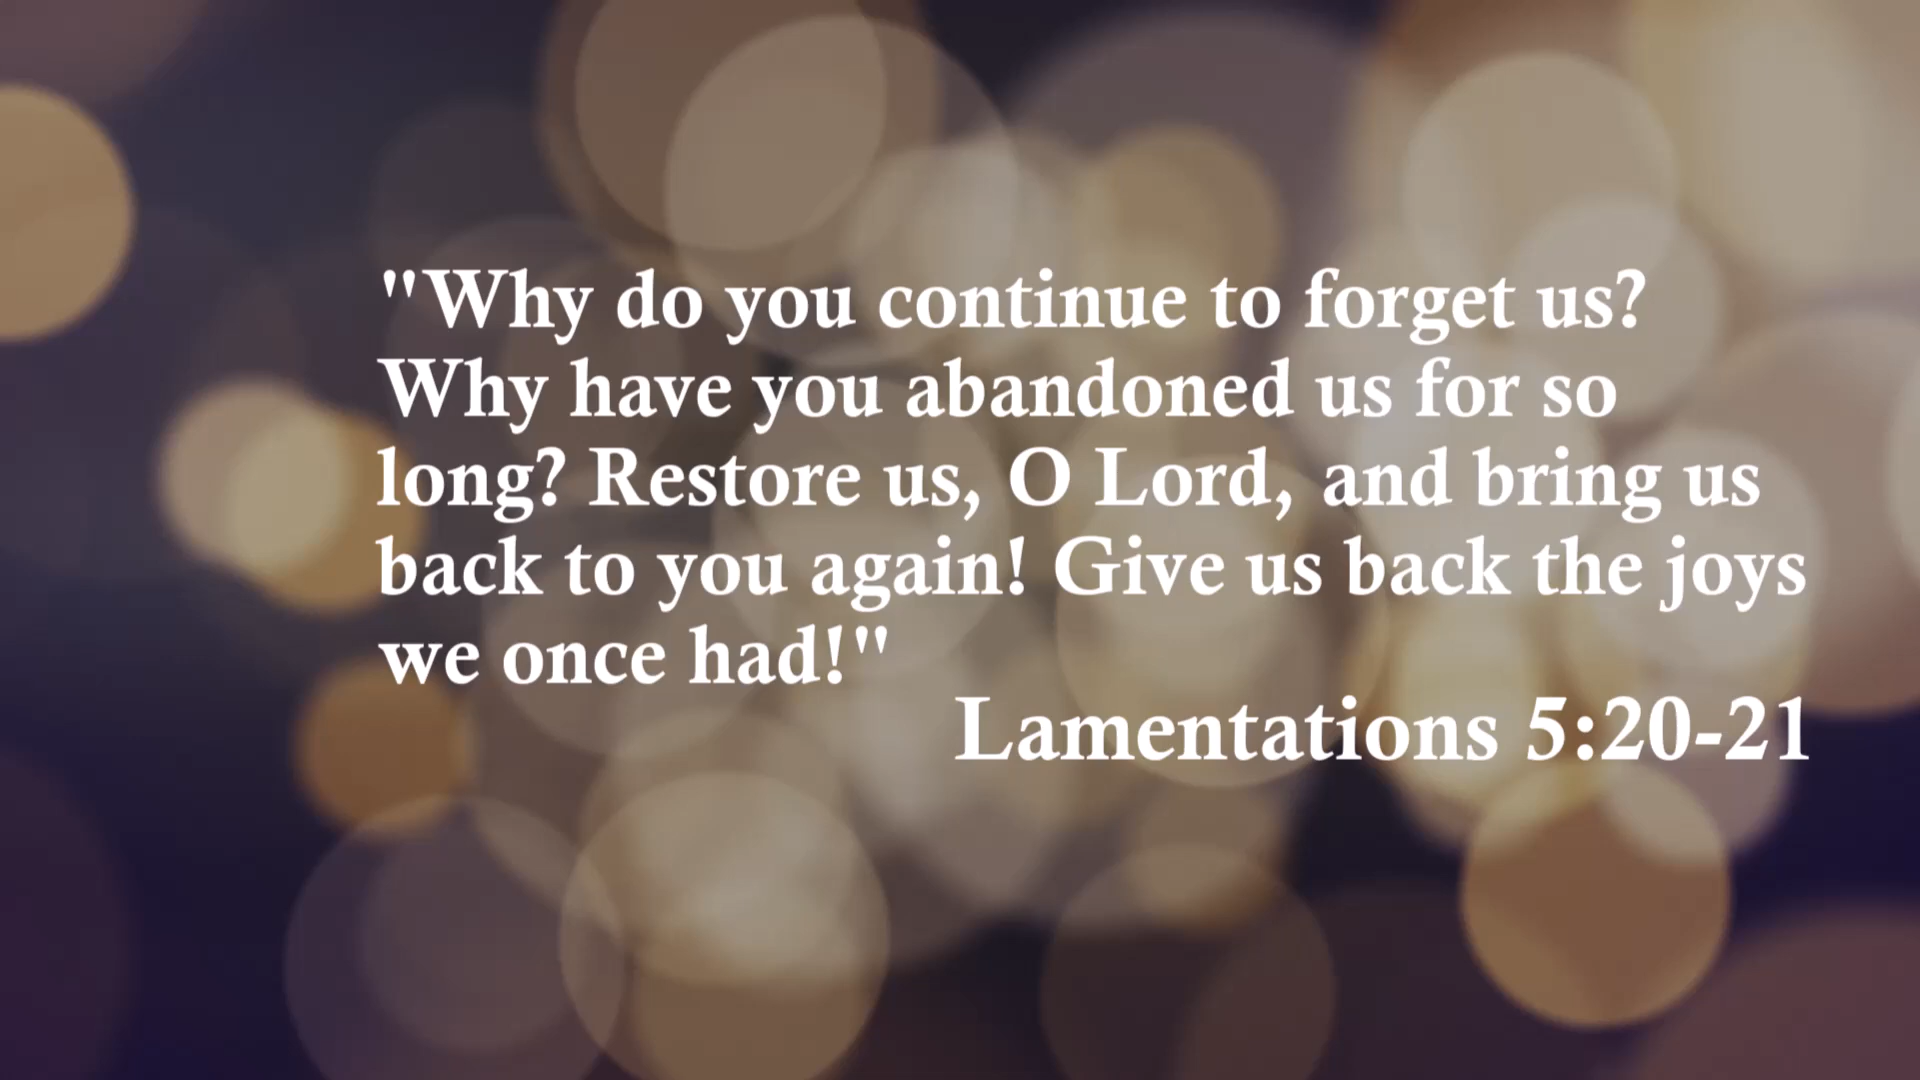 "Why do you continue to forget us?
Why have you abandoned us for so
long? Restore us, O Lord, and bring us
back to you again! Give us back the joys
we once had!"
Lamentations 5:20-21